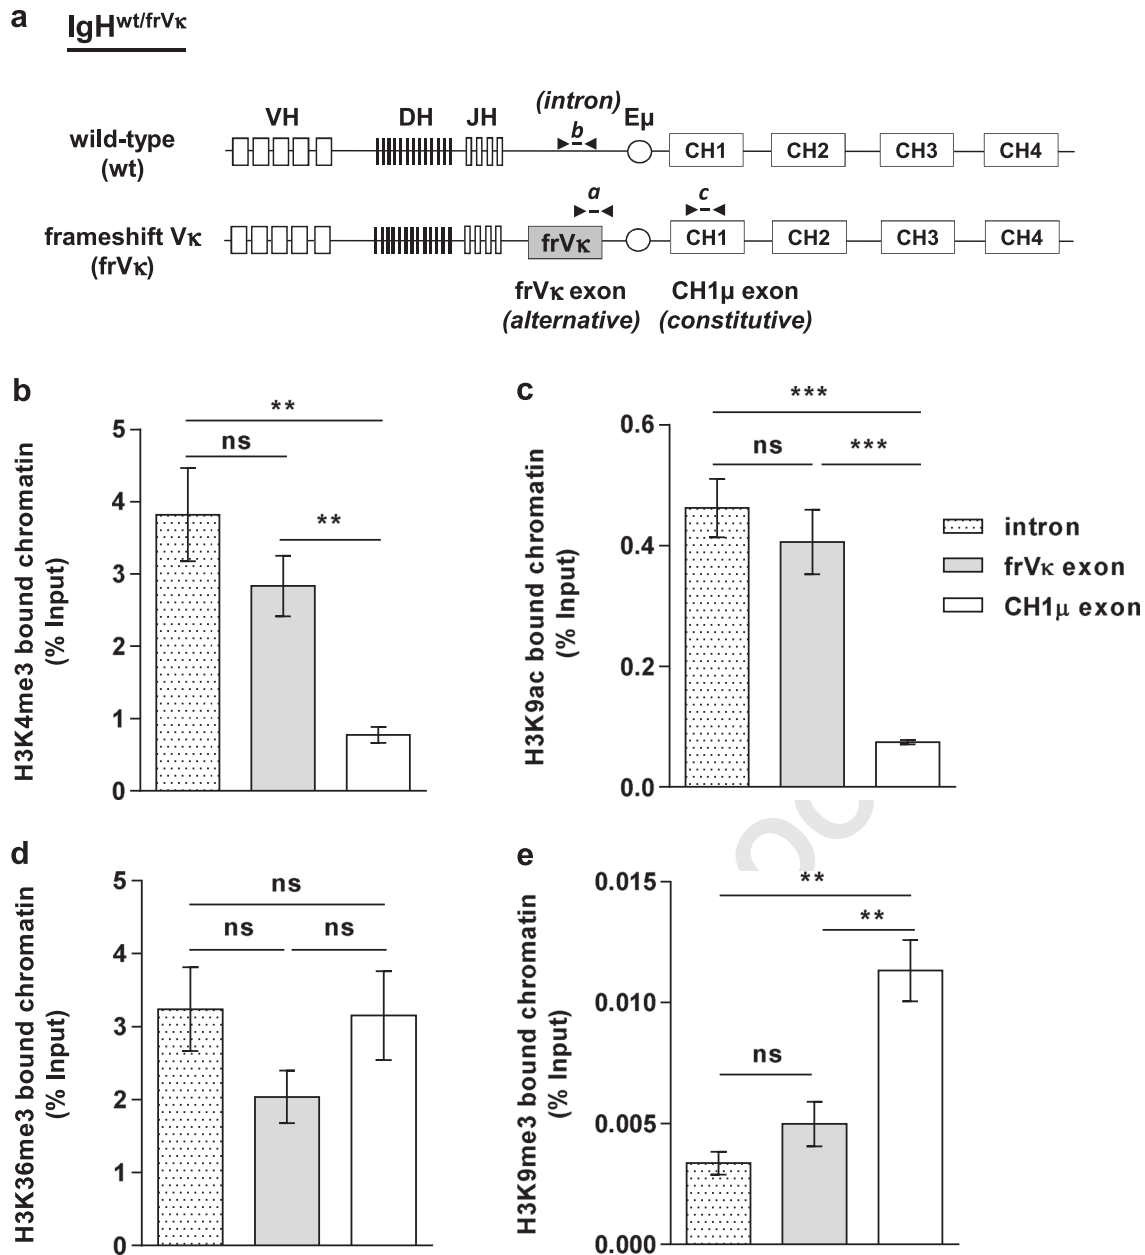 a
IgH^wt/frVκ
VH
DH
JH
(intron)
b
Eμ
wild-type
(wt)
CH1
CH2
CH3
CH4
a
c
frameshift Vκ
(frVκ)
frVκ
CH1
CH2
CH3
CH4
frVκ exon
(alternative)
CH1μ exon
(constitutive)
b
H3K4me3 bound chromatin
(% Input)
5
4
3
2
1
0
**
ns
**
c
H3K9ac bound chromatin
(% Input)
0.6
0.4
0.2
0.0
***
ns
***
intron
frVκ exon
CH1μ exon
d
H3K36me3 bound chromatin
(% Input)
5
4
3
2
1
0
ns
ns
ns
e
H3K9me3 bound chromatin
(% Input)
0.015
0.010
0.005
0.000
**
**
ns